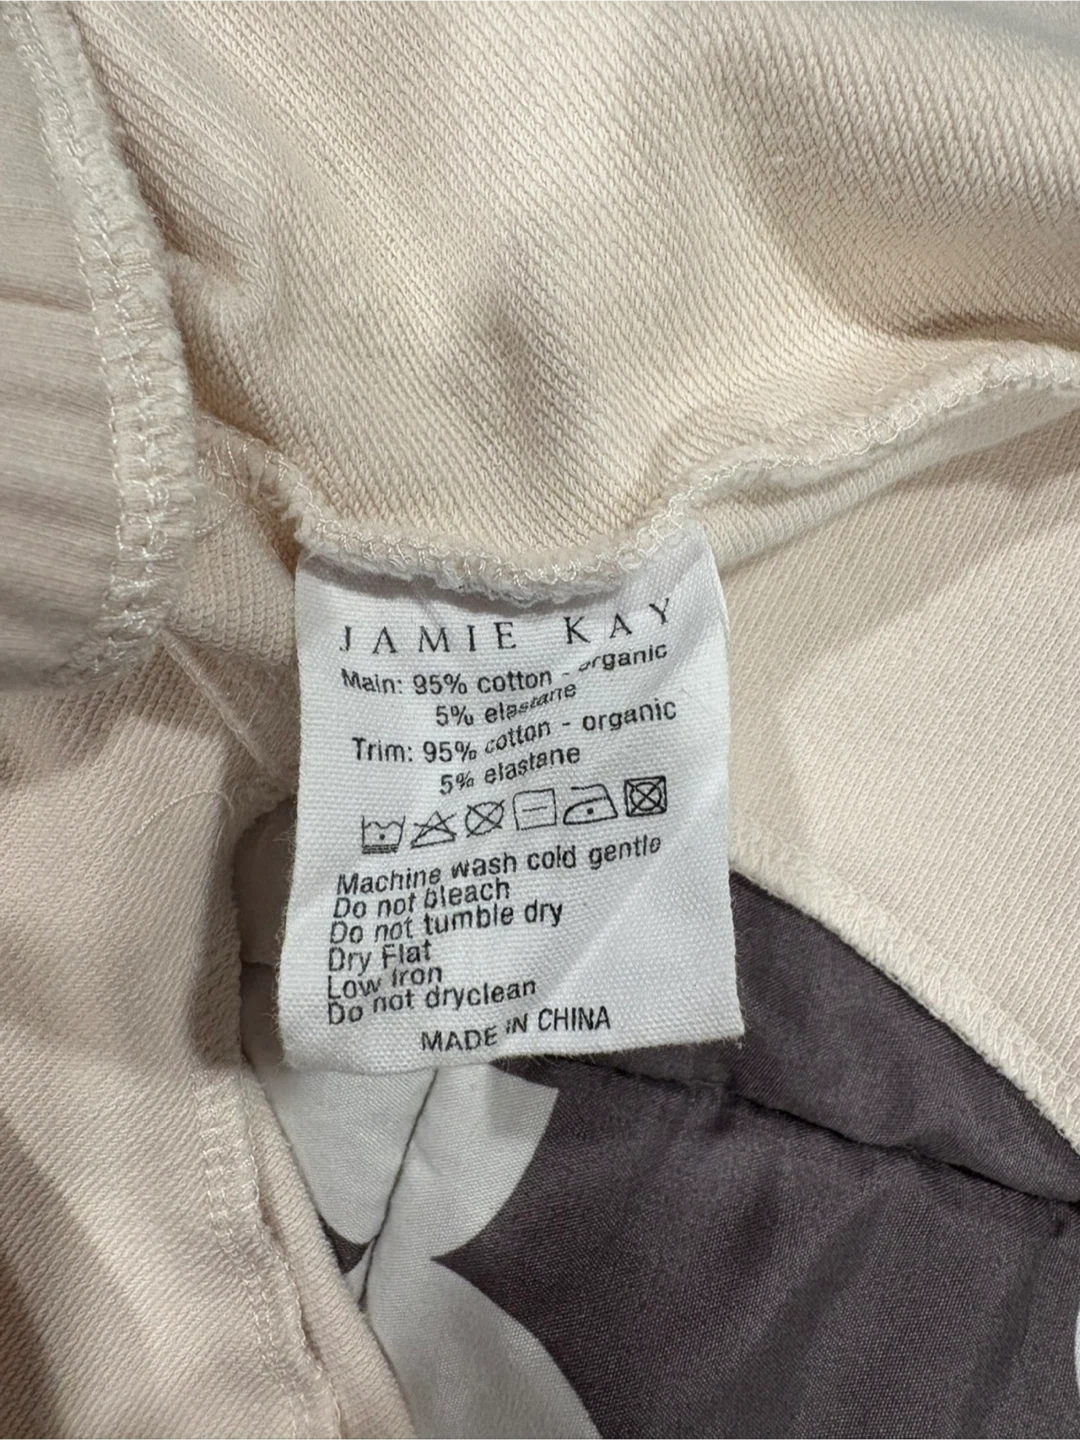 JAMIE KAY
Main: 95% cotton - organic
5% elastane
Trim: 95% cotton - organic
5% elastane
Machine wash cold gentle
Do not bleach
Do not tumble dry
Dry Flat
Low Iron
Do not dryclean
MADE IN CHINA